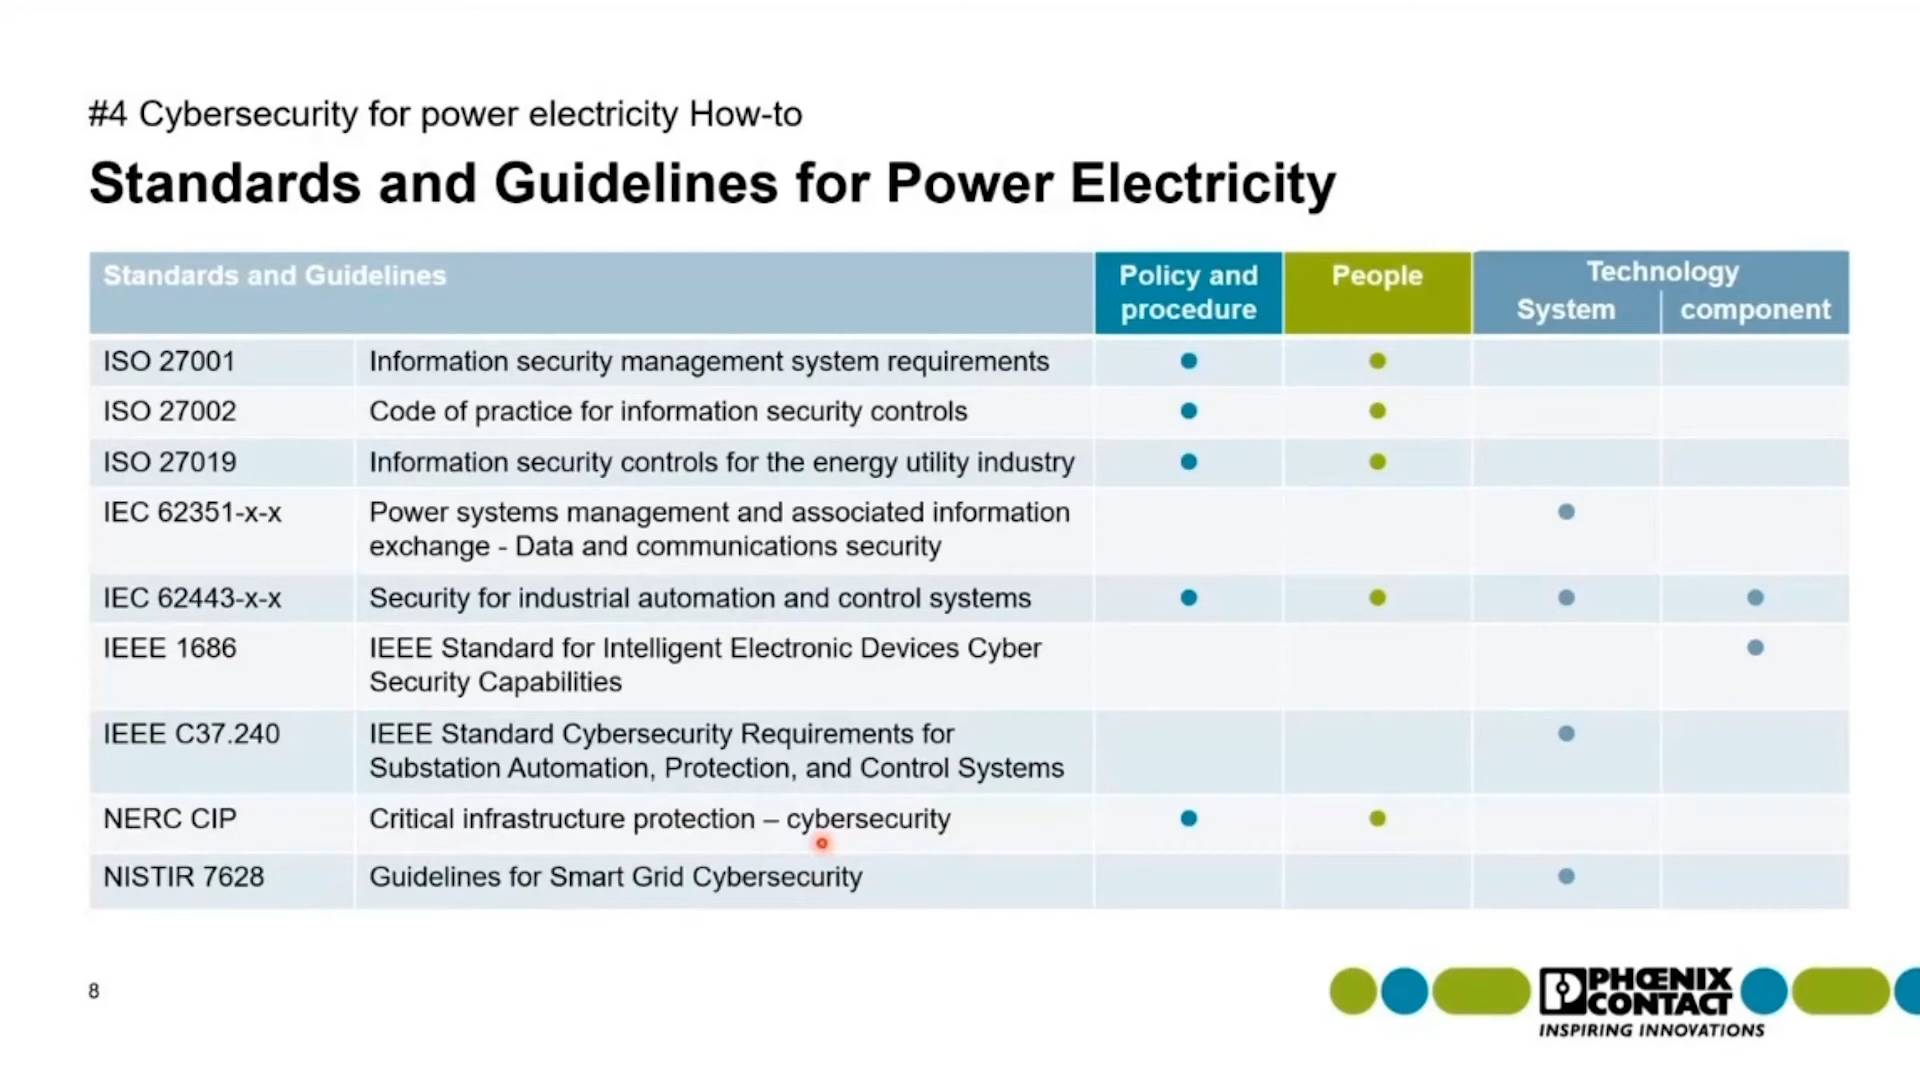 #4 Cybersecurity for power electricity How-to
Standards and Guidelines for Power Electricity
Standards and Guidelines
Policy and
procedure
People
Technology
System
component
ISO 27001
Information security management system requirements
ISO 27002
Code of practice for information security controls
ISO 27019
Information security controls for the energy utility industry
IEC 62351-x-x
Power systems management and associated information
exchange - Data and communications security
IEC 62443-x-x
Security for industrial automation and control systems
IEEE 1686
IEEE Standard for Intelligent Electronic Devices Cyber
Security Capabilities
IEEE C37.240
IEEE Standard Cybersecurity Requirements for
Substation Automation, Protection, and Control Systems
NERC CIP
Critical infrastructure protection – cybersecurity
NISTIR 7628
Guidelines for Smart Grid Cybersecurity
8
PHŒNIX
CONTACT
INSPIRING INNOVATIONS